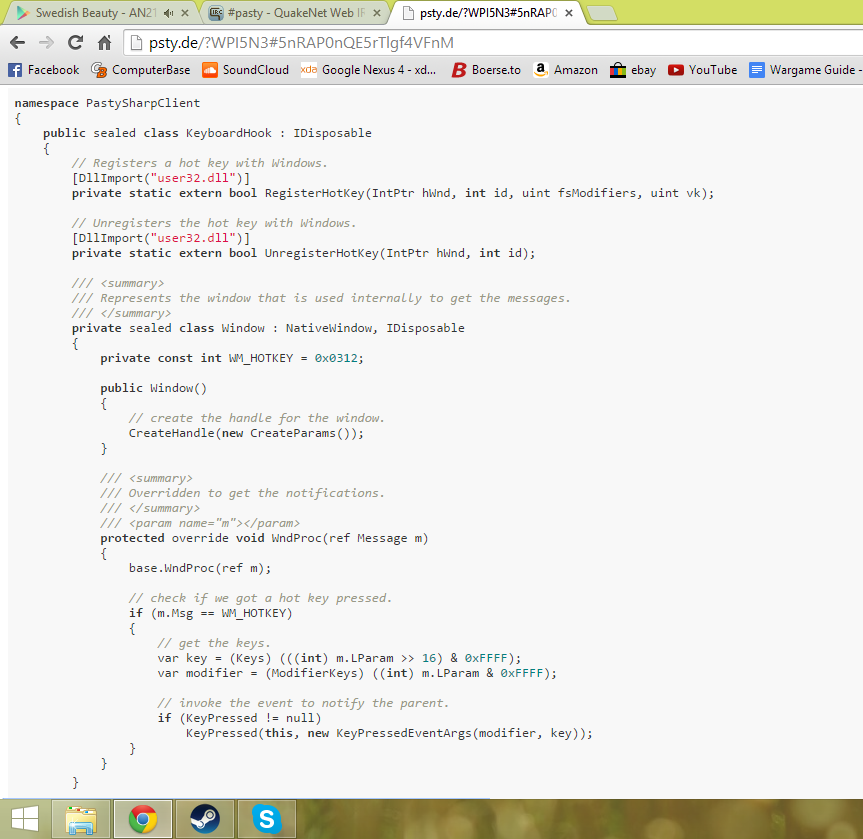 Swedish Beauty - AN21
#pasty - QuakeNet Web IR
psty.de/?WPI5N3#5nRAP0
psty.de/?WPI5N3#5nRAP0nQE5rTlgf4VFnM
Facebook ComputerBase SoundCloud xda Google Nexus 4 - xd... Boerse.to Amazon ebay YouTube Wargame Guide -
namespace PastySharpClient
{
    public sealed class KeyboardHook : IDisposable
    {
        // Registers a hot key with Windows.
        [DllImport("user32.dll")]
        private static extern bool RegisterHotKey(IntPtr hWnd, int id, uint fsModifiers, uint vk);

        // Unregisters the hot key with Windows.
        [DllImport("user32.dll")]
        private static extern bool UnregisterHotKey(IntPtr hWnd, int id);

        /// <summary>
        /// Represents the window that is used internally to get the messages.
        /// </summary>
        private sealed class Window : NativeWindow, IDisposable
        {
            private const int WM_HOTKEY = 0x0312;

            public Window()
            {
                // create the handle for the window.
                CreateHandle(new CreateParams());
            }

            /// <summary>
            /// Overridden to get the notifications.
            /// </summary>
            /// <param name="m"></param>
            protected override void WndProc(ref Message m)
            {
                base.WndProc(ref m);

                // check if we got a hot key pressed.
                if (m.Msg == WM_HOTKEY)
                {
                    // get the keys.
                    var key = (Keys) (((int) m.LParam >> 16) & 0xFFFF);
                    var modifier = (ModifierKeys) ((int) m.LParam & 0xFFFF);

                    // invoke the event to notify the parent.
                    if (KeyPressed != null)
                        KeyPressed(this, new KeyPressedEventArgs(modifier, key));
                }
            }
        }